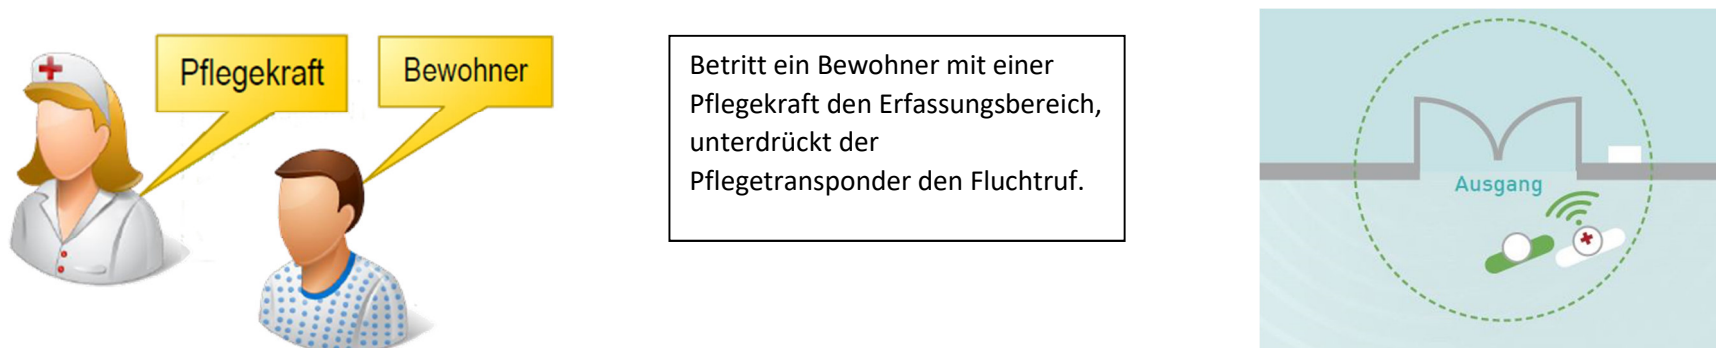 Pflegekraft
Bewohner
Betritt ein Bewohner mit einer
Pflegekraft den Erfassungsbereich,
unterdrückt der
Pflegetransponder den Fluchtruf.
Ausgang